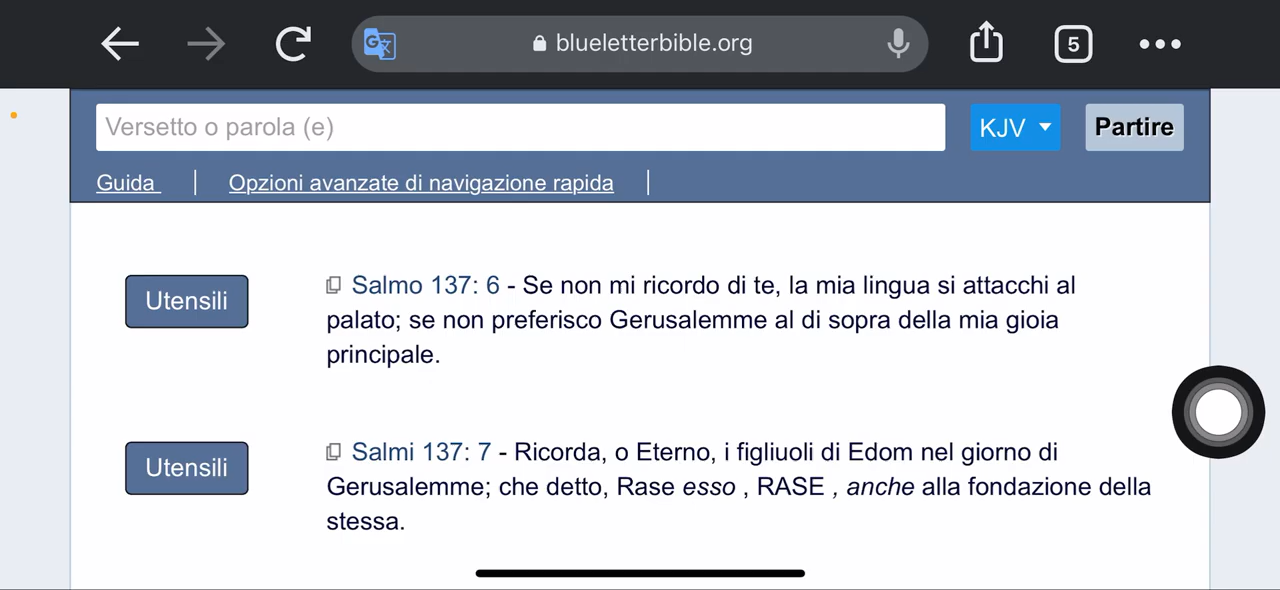 blueletterbible.org
5
Versetto o parola (e)
KJV
Partire
Guida
Opzioni avanzate di navigazione rapida
Utensili
Salmo 137: 6 - Se non mi ricordo di te, la mia lingua si attacchi al
palato; se non preferisco Gerusalemme al di sopra della mia gioia
principale.
Utensili
Salmi 137: 7 - Ricorda, o Eterno, i figliuoli di Edom nel giorno di
Gerusalemme; che detto, Rase esso , RASE , anche alla fondazione della
stessa.